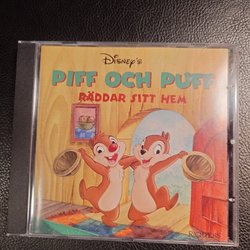 Disney's
PIFF OCH PUFF
RÄDDAR SITT HEM